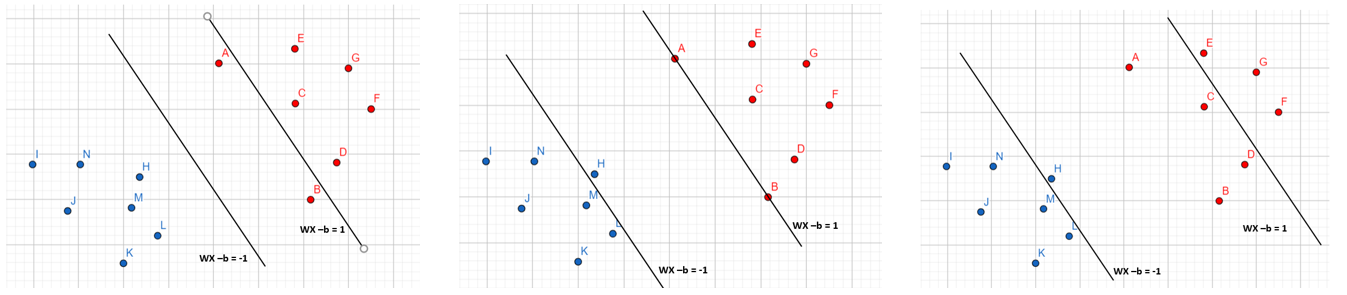 E
A
G
C
F
I
N
H
D
J
M
B
L
WX –b = 1
K
WX –b = -1
E
A
G
C
F
I
N
H
D
J
M
B
L
WX –b = 1
K
WX –b = -1
E
A
G
C
F
I
N
H
D
J
M
B
L
WX –b = 1
K
WX –b = -1